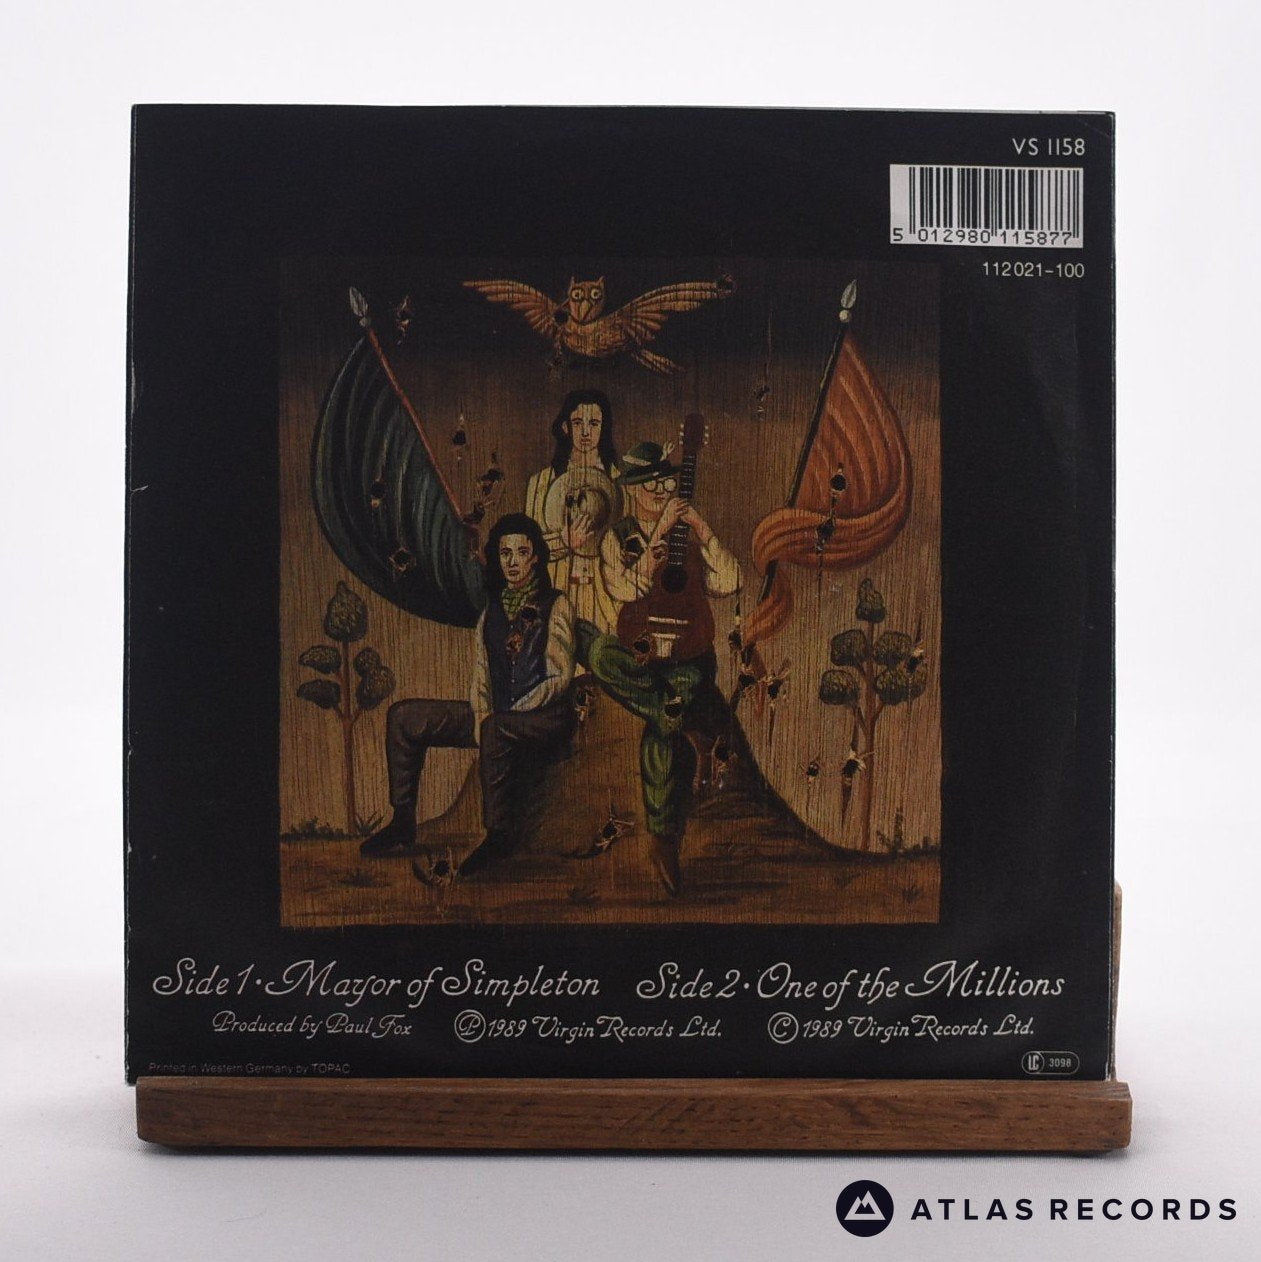 VS 1158
5 012980 115877
112021-100
Side 1 · Mayor of Simpleton Side 2 · One of the Millions
Produced by Paul Fox Ⓟ 1989 Virgin Records Ltd. © 1989 Virgin Records Ltd.
Printed in Western Germany by TOPAC
LC 3098
ATLAS RECORDS